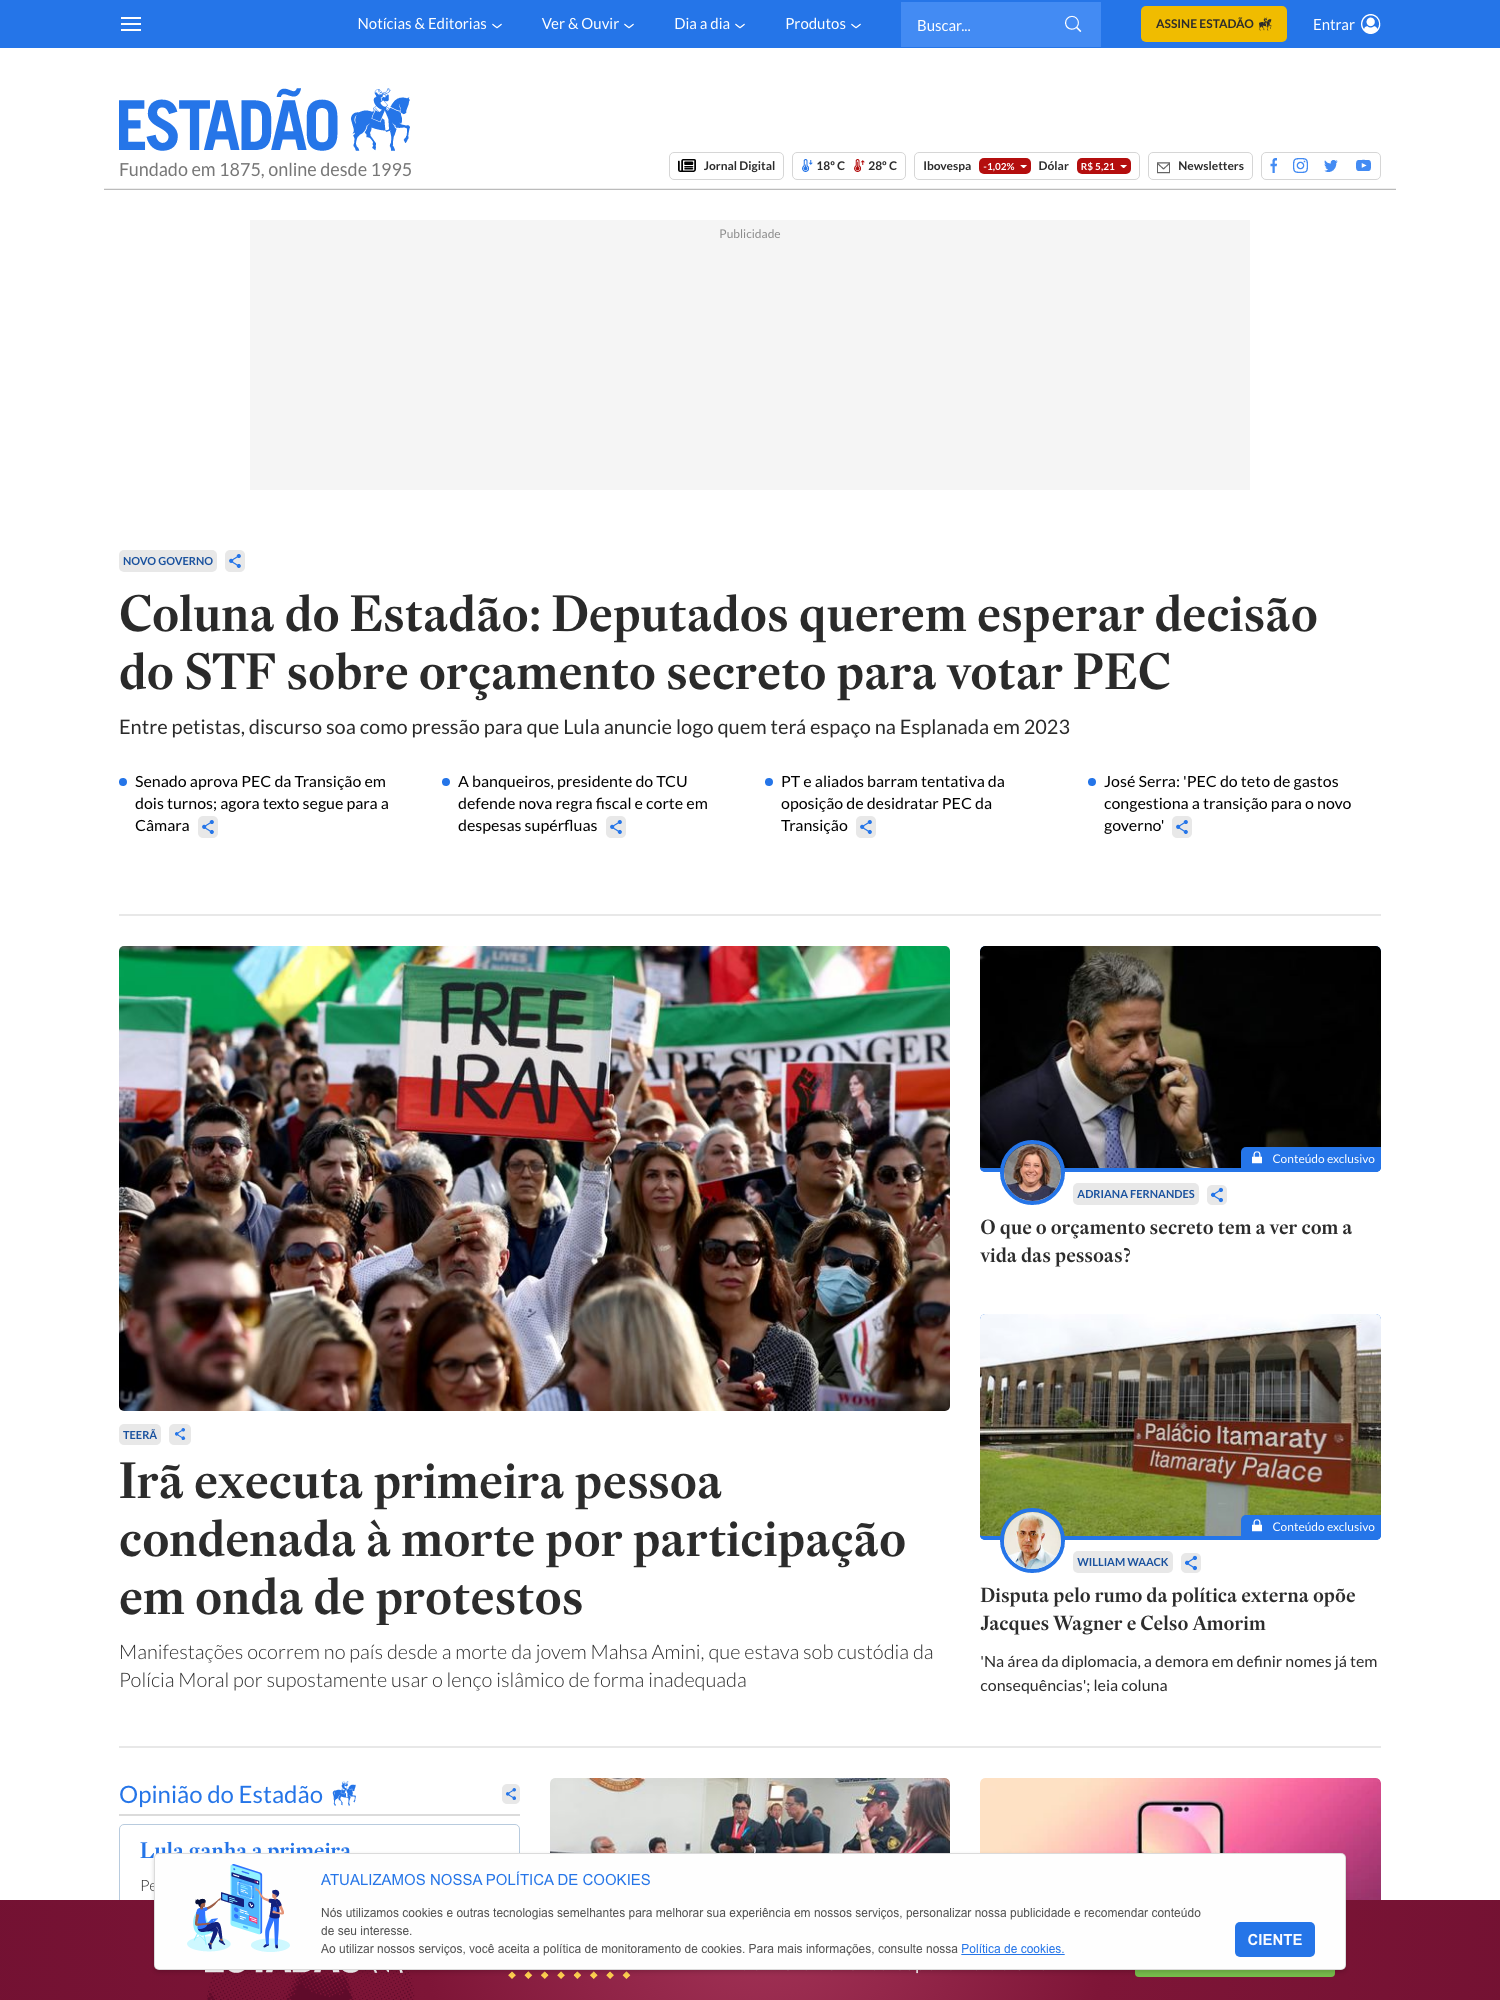 Notícias & Editorias
Ver & Ouvir
Dia a dia
Produtos
Buscar...
ASSINE ESTADÃO
Entrar
ESTADÃO
Fundado em 1875, online desde 1995
Jornal Digital
18º C
28º C
Ibovespa -1,02%
Dólar R$ 5,21
Newsletters
Publicidade
NOVO GOVERNO
Coluna do Estadão: Deputados querem esperar decisão
do STF sobre orçamento secreto para votar PEC
Entre petistas, discurso soa como pressão para que Lula anuncie logo quem terá espaço na Esplanada em 2023
Senado aprova PEC da Transição em
dois turnos; agora texto segue para a
Câmara
A banqueiros, presidente do TCU
defende nova regra fiscal e corte em
despesas supérfluas
PT e aliados barram tentativa da
oposição de desidratar PEC da
Transição
José Serra: 'PEC do teto de gastos
congestiona a transição para o novo
governo'
LIVES
FREE
IRAN
ARE STRONGER
WOM
TEERÃ
Irã executa primeira pessoa
condenada à morte por participação
em onda de protestos
Manifestações ocorrem no país desde a morte da jovem Mahsa Amini, que estava sob custódia da
Polícia Moral por supostamente usar o lenço islâmico de forma inadequada
Conteúdo exclusivo
ADRIANA FERNANDES
O que o orçamento secreto tem a ver com a
vida das pessoas?
Palácio Itamaraty
Itamaraty Palace
Conteúdo exclusivo
WILLIAM WAACK
Disputa pelo rumo da política externa opõe
Jacques Wagner e Celso Amorim
'Na área da diplomacia, a demora em definir nomes já tem
consequências'; leia coluna
Opinião do Estadão
Lula ganha a primeira
Pe
ATUALIZAMOS NOSSA POLÍTICA DE COOKIES
Nós utilizamos cookies e outras tecnologias semelhantes para melhorar sua experiência em nossos serviços, personalizar nossa publicidade e recomendar conteúdo
de seu interesse.
Ao utilizar nossos serviços, você aceita a política de monitoramento de cookies. Para mais informações, consulte nossa Política de cookies.
CIENTE
ESTADÃO